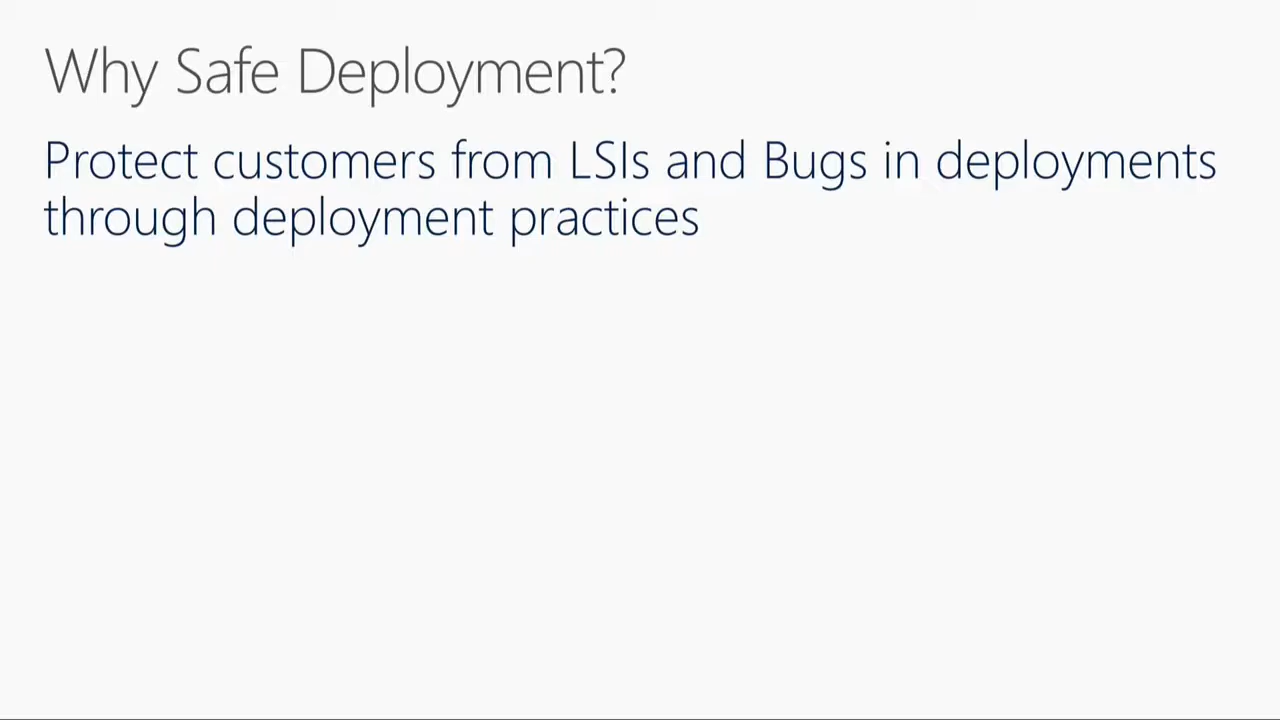 Why Safe Deployment?
Protect customers from LSIs and Bugs in deployments
through deployment practices